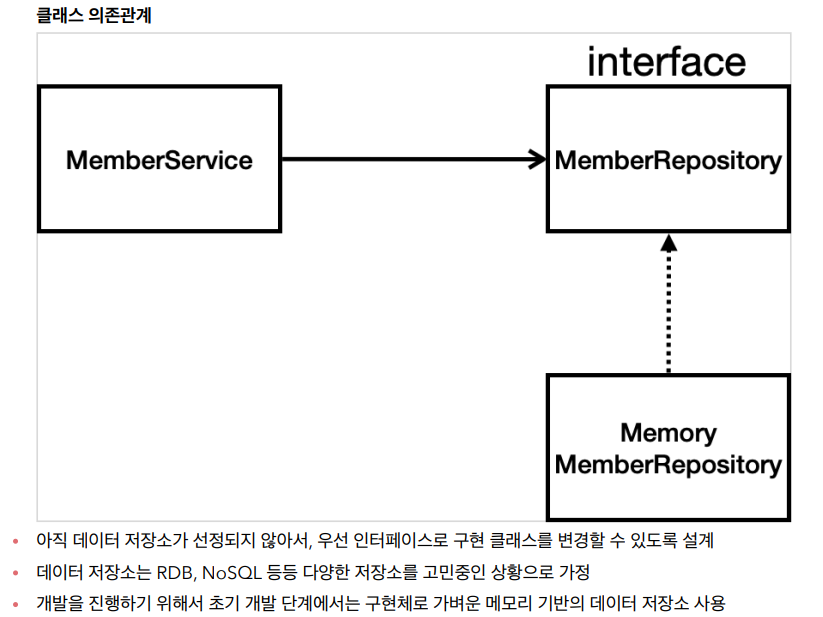 클래스 의존관계
interface
MemberService
MemberRepository
Memory
MemberRepository
아직 데이터 저장소가 선정되지 않아서, 우선 인터페이스로 구현 클래스를 변경할 수 있도록 설계
데이터 저장소는 RDB, NoSQL 등등 다양한 저장소를 고민중인 상황으로 가정
개발을 진행하기 위해서 초기 개발 단계에서는 구현체로 가벼운 메모리 기반의 데이터 저장소 사용